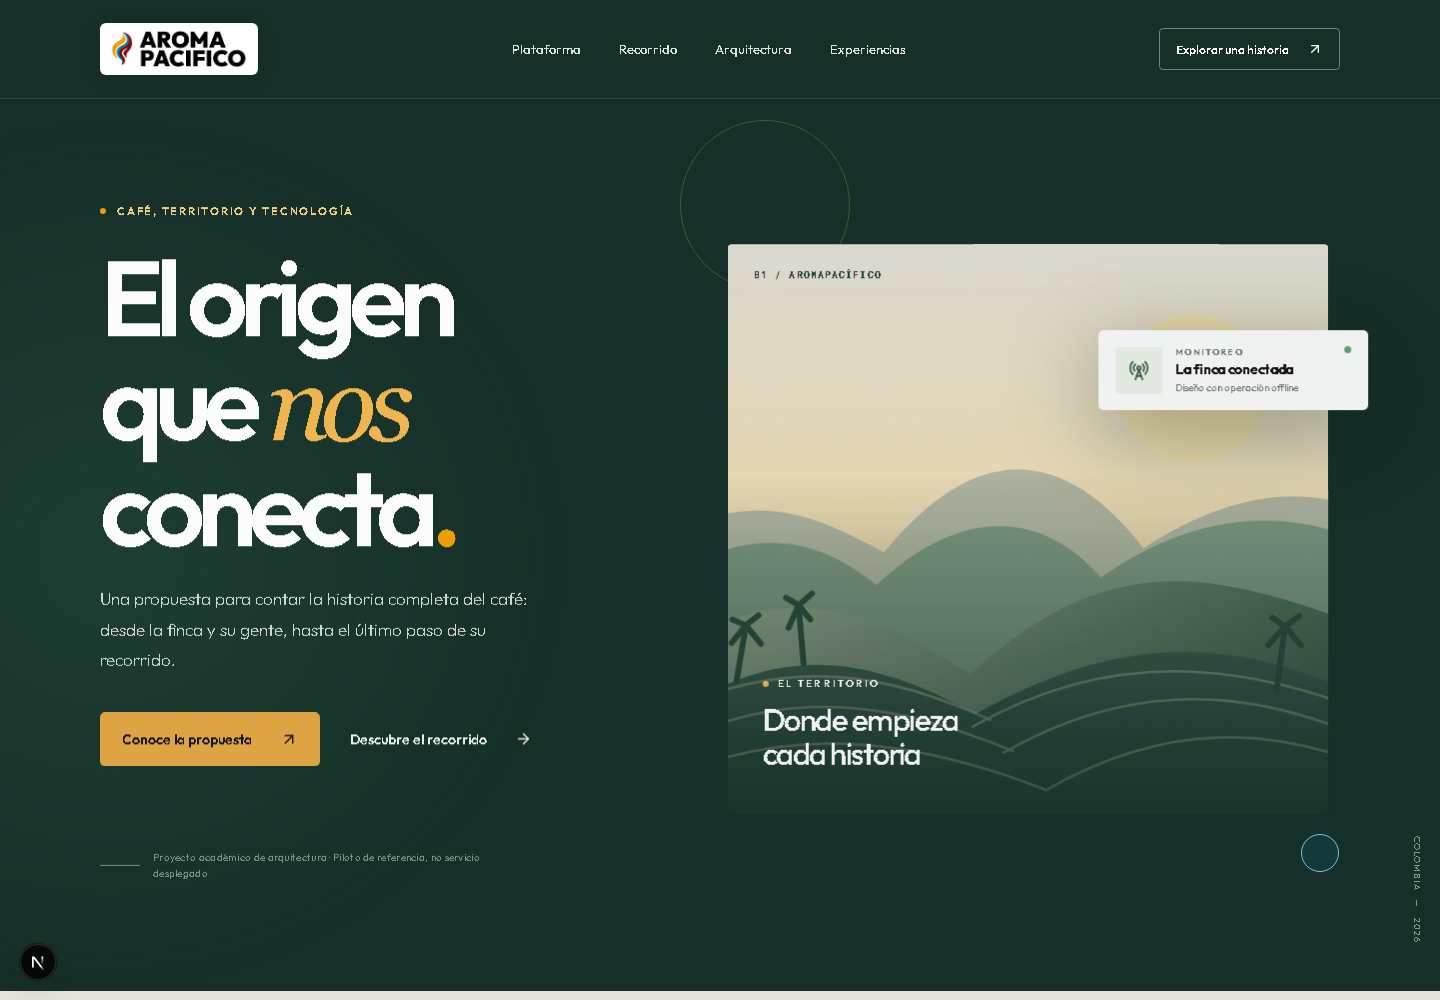 AROMA
PACIFICO
Plataforma
Recorrido
Arquitectura
Experiencias
Explorar una historia
CAFÉ, TERRITORIO Y TECNOLOGÍA
El origen
que nos
conecta.
Una propuesta para contar la historia completa del café:
desde la finca y su gente, hasta el último paso de su
recorrido.
Conoce la propuesta
Descubre el recorrido
Proyecto académico de arquitectura · Piloto de referencia, no servicio
desplegado
01 / AROMAPACÍFICO
MONITOREO
La finca conectada
Diseño con operación offline
EL TERRITORIO
Donde empieza
cada historia
COLOMBIA — 2026
N